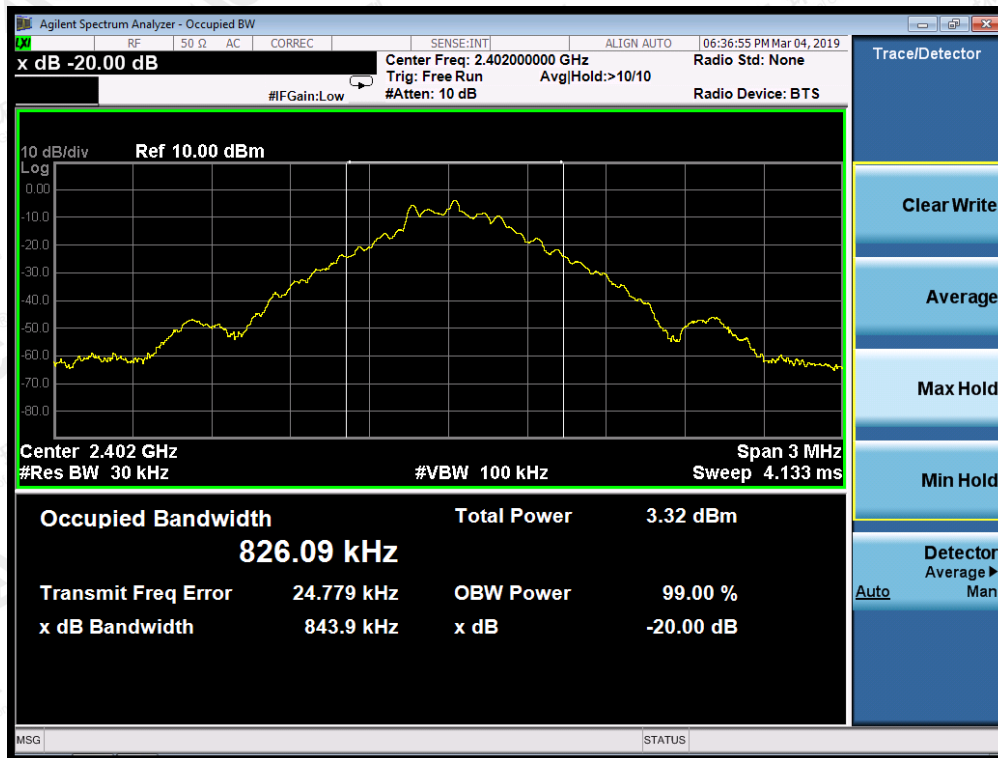 Agilent Spectrum Analyzer - Occupied BW
LXI RF 50 Ω AC CORREC SENSE:INT ALIGN AUTO 06:36:55 PM Mar 04, 2019
x dB -20.00 dB
Center Freq: 2.402000000 GHz
Radio Std: None
Trig: Free Run Avg|Hold:>10/10
#IFGain:Low #Atten: 10 dB
Radio Device: BTS
Trace/Detector
10 dB/div Ref 10.00 dBm
Log
0.00
-10.0
-20.0
-30.0
-40.0
-50.0
-60.0
-70.0
-80.0
Center 2.402 GHz Span 3 MHz
#Res BW 30 kHz #VBW 100 kHz Sweep 4.133 ms
Occupied Bandwidth Total Power 3.32 dBm
826.09 kHz
Transmit Freq Error 24.779 kHz OBW Power 99.00 %
x dB Bandwidth 843.9 kHz x dB -20.00 dB
Clear Write
Average
Max Hold
Min Hold
Detector
Average▶
Auto Man
MSG STATUS